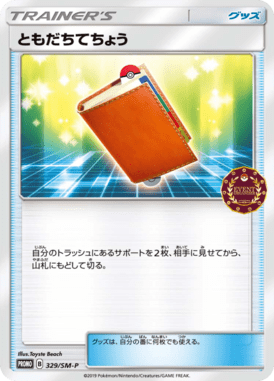 TRAINER'S
グッズ
ともだちてちょう
EVENT
自分のトラッシュにあるサポートを2枚、相手に見せてから、
山札にもどして切る。
Illus.Toyste Beach
PROMO 329/SM-P
グッズは、自分の番に何枚でも使える。
©2019 Pokémon/Nintendo/Creatures/GAME FREAK.